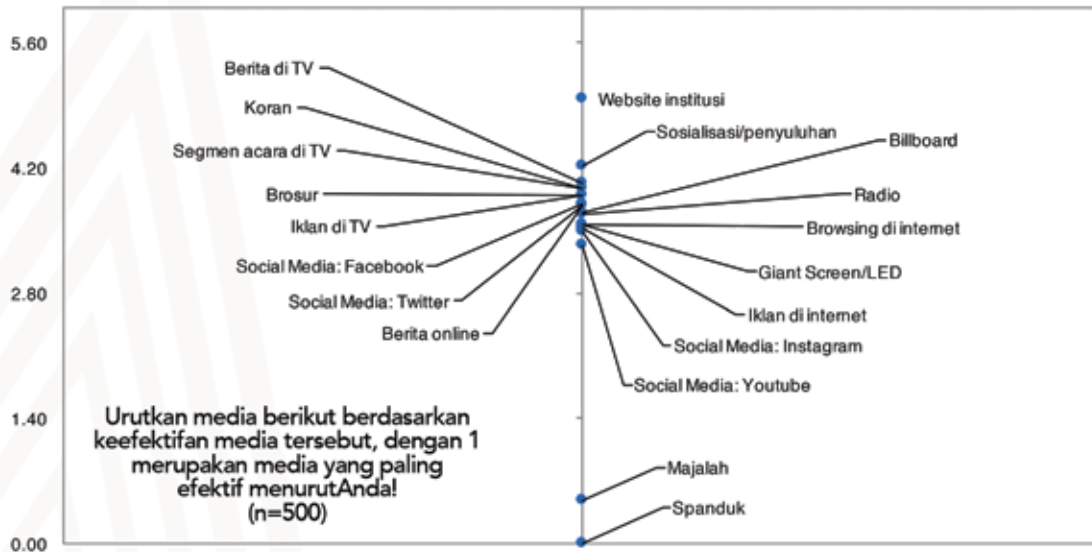 5.60
4.20
2.80
1.40
0.00
Berita di TV
Koran
Segmen acara di TV
Brosur
Iklan di TV
Social Media: Facebook
Social Media: Twitter
Berita online
Website institusi
Sosialisasi/penyuluhan
Billboard
Radio
Browsing di internet
Giant Screen/LED
Iklan di internet
Social Media: Instagram
Social Media: Youtube
Majalah
Spanduk
Urutkan media berikut berdasarkan
keefektifan media tersebut, dengan 1
merupakan media yang paling
efektif menurutAnda!
(n=500)